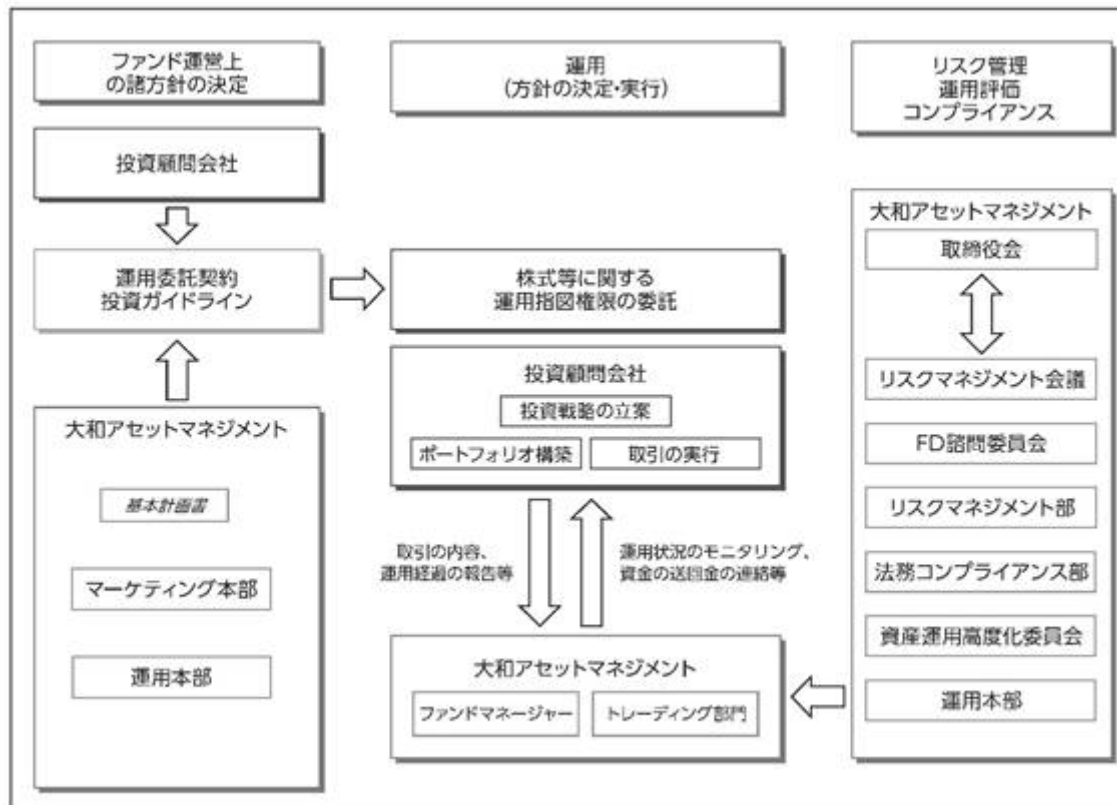 ファンド運営上
の諸方針の決定
運用
(方針の決定・実行)
リスク管理
運用評価
コンプライアンス
投資顧問会社
運用委託契約
投資ガイドライン
株式等に関する
運用指図権限の委託
大和アセットマネジメント
基本計画書
マーケティング本部
運用本部
投資顧問会社
投資戦略の立案
ポートフォリオ構築
取引の実行
取引の内容、
運用経過の報告等
運用状況のモニタリング、
資金の送回金の連絡等
大和アセットマネジメント
ファンドマネージャー
トレーディング部門
大和アセットマネジメント
取締役会
リスクマネジメント会議
FD諮問委員会
リスクマネジメント部
法務コンプライアンス部
資産運用高度化委員会
運用本部